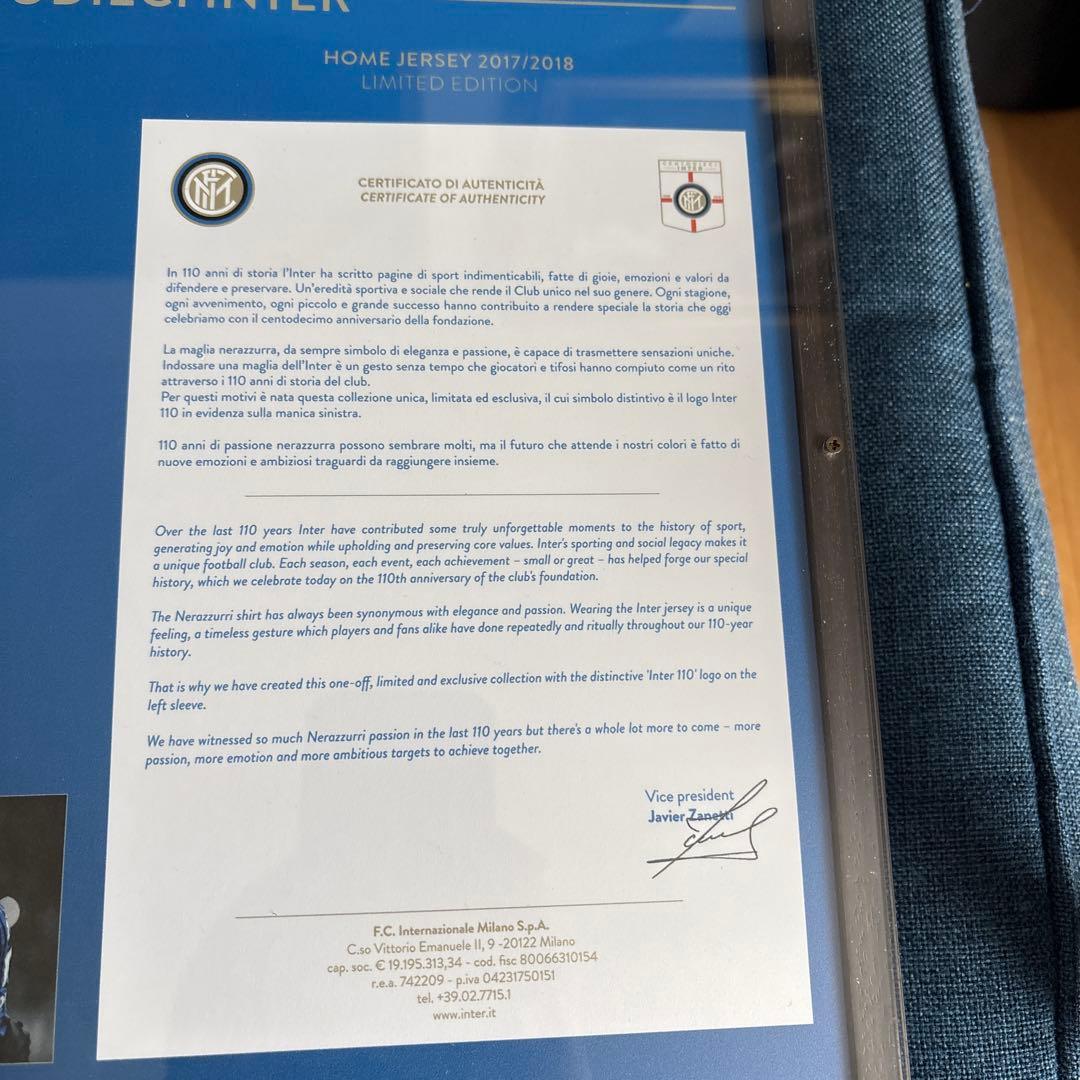 INTER
HOME JERSEY 2017/2018
LIMITED EDITION
CERTIFICATO DI AUTENTICITÀ
CERTIFICATE OF AUTHENTICITY
INTER
In 110 anni di storia l'Inter ha scritto pagine di sport indimenticabili, fatte di gioie, emozioni e valori da
difendere e preservare. Un'eredità sportiva e sociale che rende il Club unico nel suo genere. Ogni stagione,
ogni avvenimento, ogni piccolo e grande successo hanno contribuito a rendere speciale la storia che oggi
celebriamo con il centodecimo anniversario della fondazione.
La maglia nerazzurra, da sempre simbolo di eleganza e passione, è capace di trasmettere sensazioni uniche.
Indossare una maglia dell'Inter è un gesto senza tempo che giocatori e tifosi hanno compiuto come un rito
attraverso i 110 anni di storia del club.
Per questi motivi è nata questa collezione unica, limitata ed esclusiva, il cui simbolo distintivo è il logo Inter
110 in evidenza sulla manica sinistra.
110 anni di passione nerazzurra possono sembrare molti, ma il futuro che attende i nostri colori è fatto di
nuove emozioni e ambiziosi traguardi da raggiungere insieme.
Over the last 110 years Inter have contributed some truly unforgettable moments to the history of sport,
generating joy and emotion while upholding and preserving core values. Inter's sporting and social legacy makes it
a unique football club. Each season, each event, each achievement – small or great – has helped forge our special
history, which we celebrate today on the 110th anniversary of the club's foundation.
The Nerazzurri shirt has always been synonymous with elegance and passion. Wearing the Inter jersey is a unique
feeling, a timeless gesture which players and fans alike have done repeatedly and ritually throughout our 110-year
history.
That is why we have created this one-off, limited and exclusive collection with the distinctive 'Inter 110' logo on the
left sleeve.
We have witnessed so much Nerazzurri passion in the last 110 years but there's a whole lot more to come – more
passion, more emotion and more ambitious targets to achieve together.
Vice president
Javier Zanetti
F.C. Internazionale Milano S.p.A.
C.so Vittorio Emanuele II, 9 -20122 Milano
cap. soc. € 19.195.313,34 - cod. fisc 80066310154
r.e.a. 742209 - p.iva 04231750151
tel. +39.02.7715.1
www.inter.it